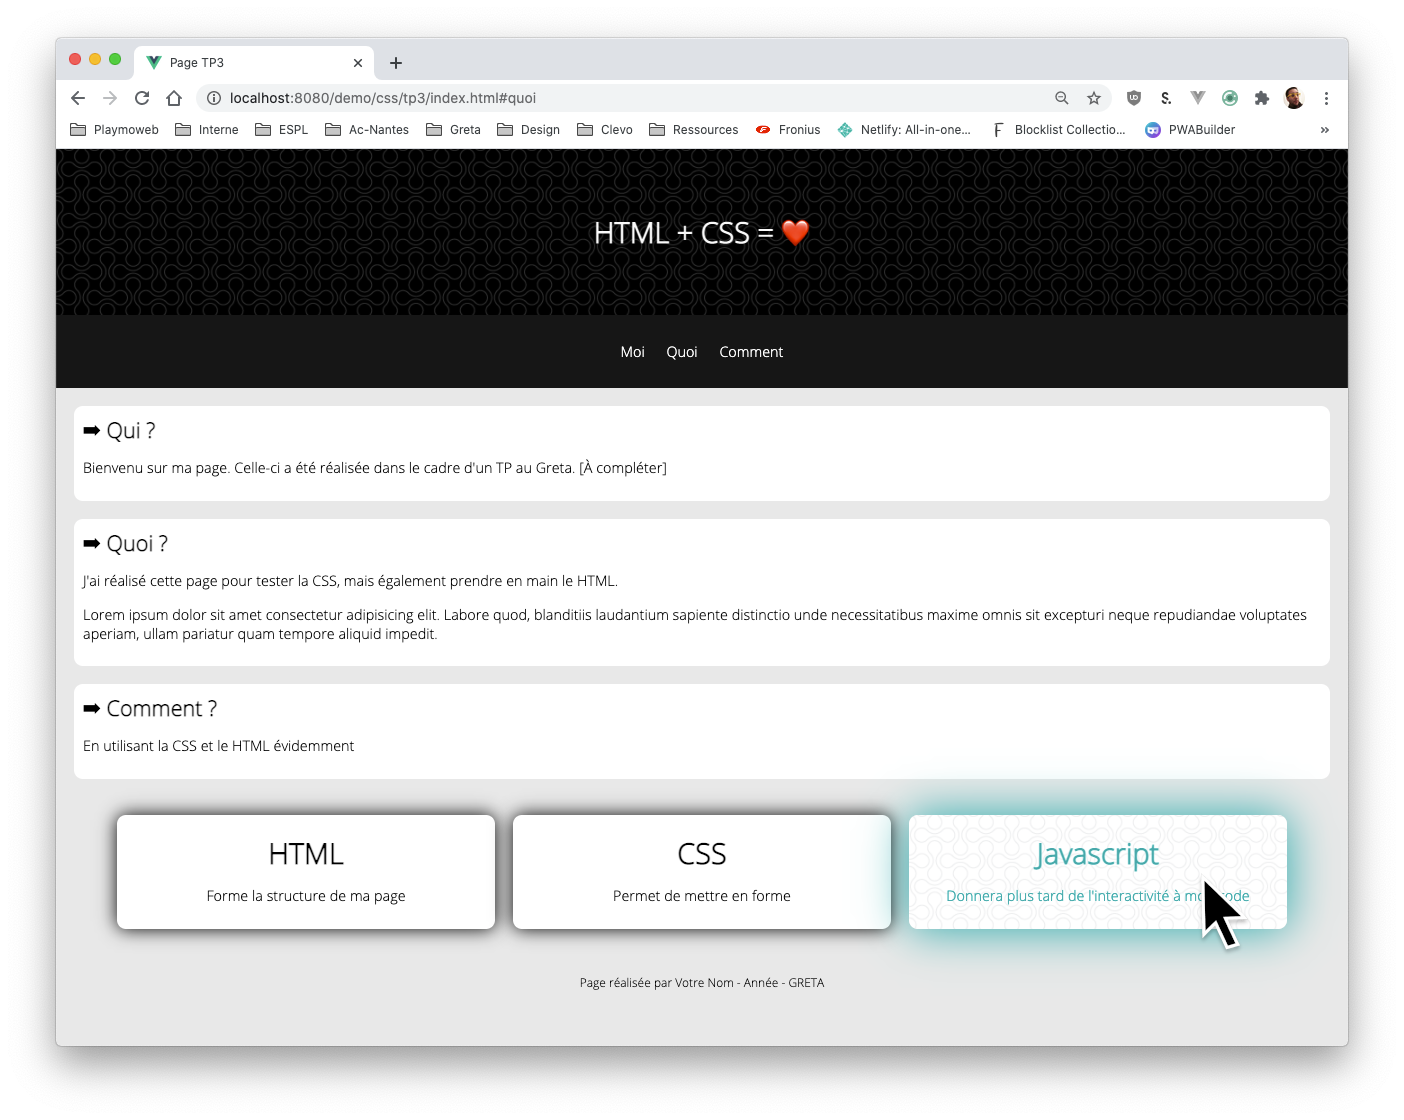 Page TP3
localhost:8080/demo/css/tp3/index.html#quoi
Playmoweb Interne ESPL Ac-Nantes Greta Design Clevo Ressources Fronius Netlify: All-in-one... Blocklist Collectio... PWABuilder »
HTML + CSS = ❤️
Moi Quoi Comment
➡ Qui ?
Bienvenu sur ma page. Celle-ci a été réalisée dans le cadre d'un TP au Greta. [À compléter]
➡ Quoi ?
J'ai réalisé cette page pour tester la CSS, mais également prendre en main le HTML.
Lorem ipsum dolor sit amet consectetur adipisicing elit. Labore quod, blanditiis laudantium sapiente distinctio unde necessitatibus maxime omnis sit excepturi neque repudiandae voluptates
aperiam, ullam pariatur quam tempore aliquid impedit.
➡ Comment ?
En utilisant la CSS et le HTML évidemment
HTML
Forme la structure de ma page
CSS
Permet de mettre en forme
Javascript
Donnera plus tard de l'interactivité à
Page réalisée par Votre Nom - Année - GRETA